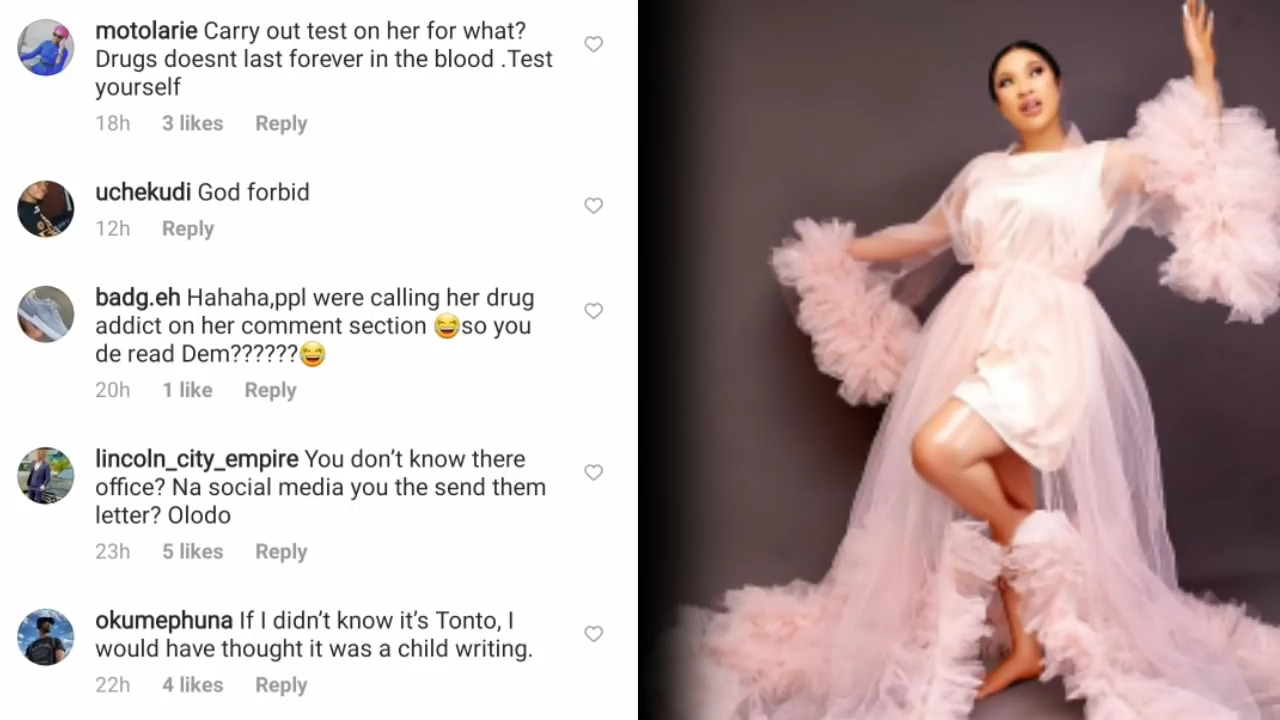 motolarie Carry out test on her for what?
Drugs doesnt last forever in the blood .Test
yourself
18h 3 likes Reply
uchekudi God forbid
12h Reply
badg.eh Hahaha,ppl were calling her drug
addict on her comment section 😂so you
de read Dem??????😂
20h 1 like Reply
lincoln_city_empire You don’t know there
office? Na social media you the send them
letter? Olodo
23h 5 likes Reply
okumephuna If I didn’t know it’s Tonto, I
would have thought it was a child writing.
22h 4 likes Reply